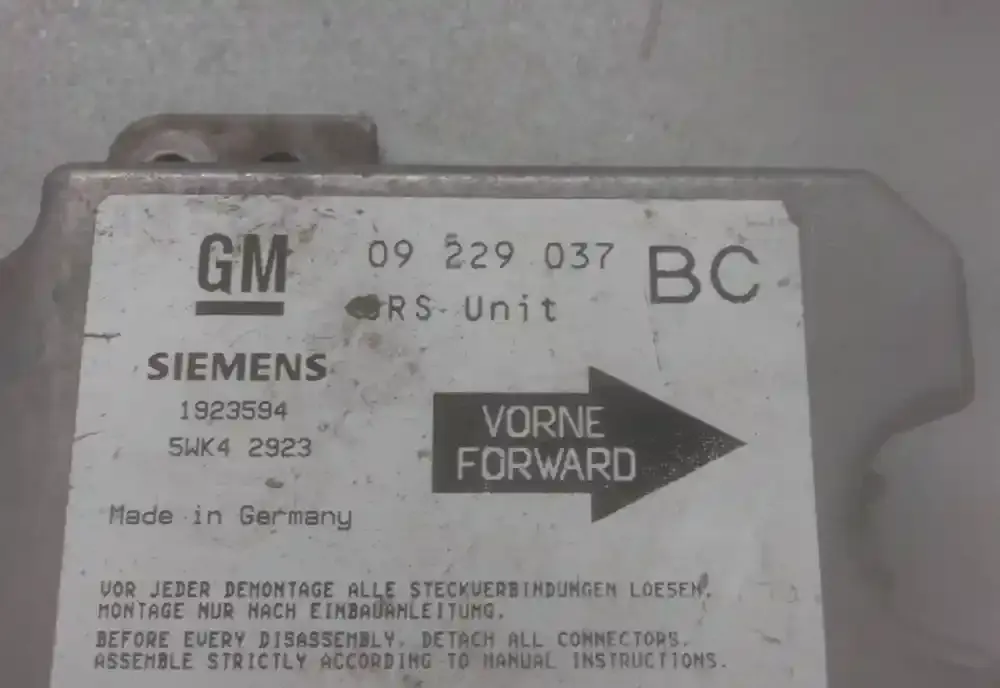 GM 09 229 037 BC
RS-Unit
SIEMENS
1923594
5WK4 2923
VORNE
FORWARD
Made in Germany
VOR JEDER DEMONTAGE ALLE STECKVERBINDUNGEN LOESEN.
MONTAGE NUR NACH EINBAUANLEITUNG.
BEFORE EVERY DISASSEMBLY, DETACH ALL CONNECTORS.
ASSEMBLE STRICTLY ACCORDING TO MANUAL INSTRUCTIONS.